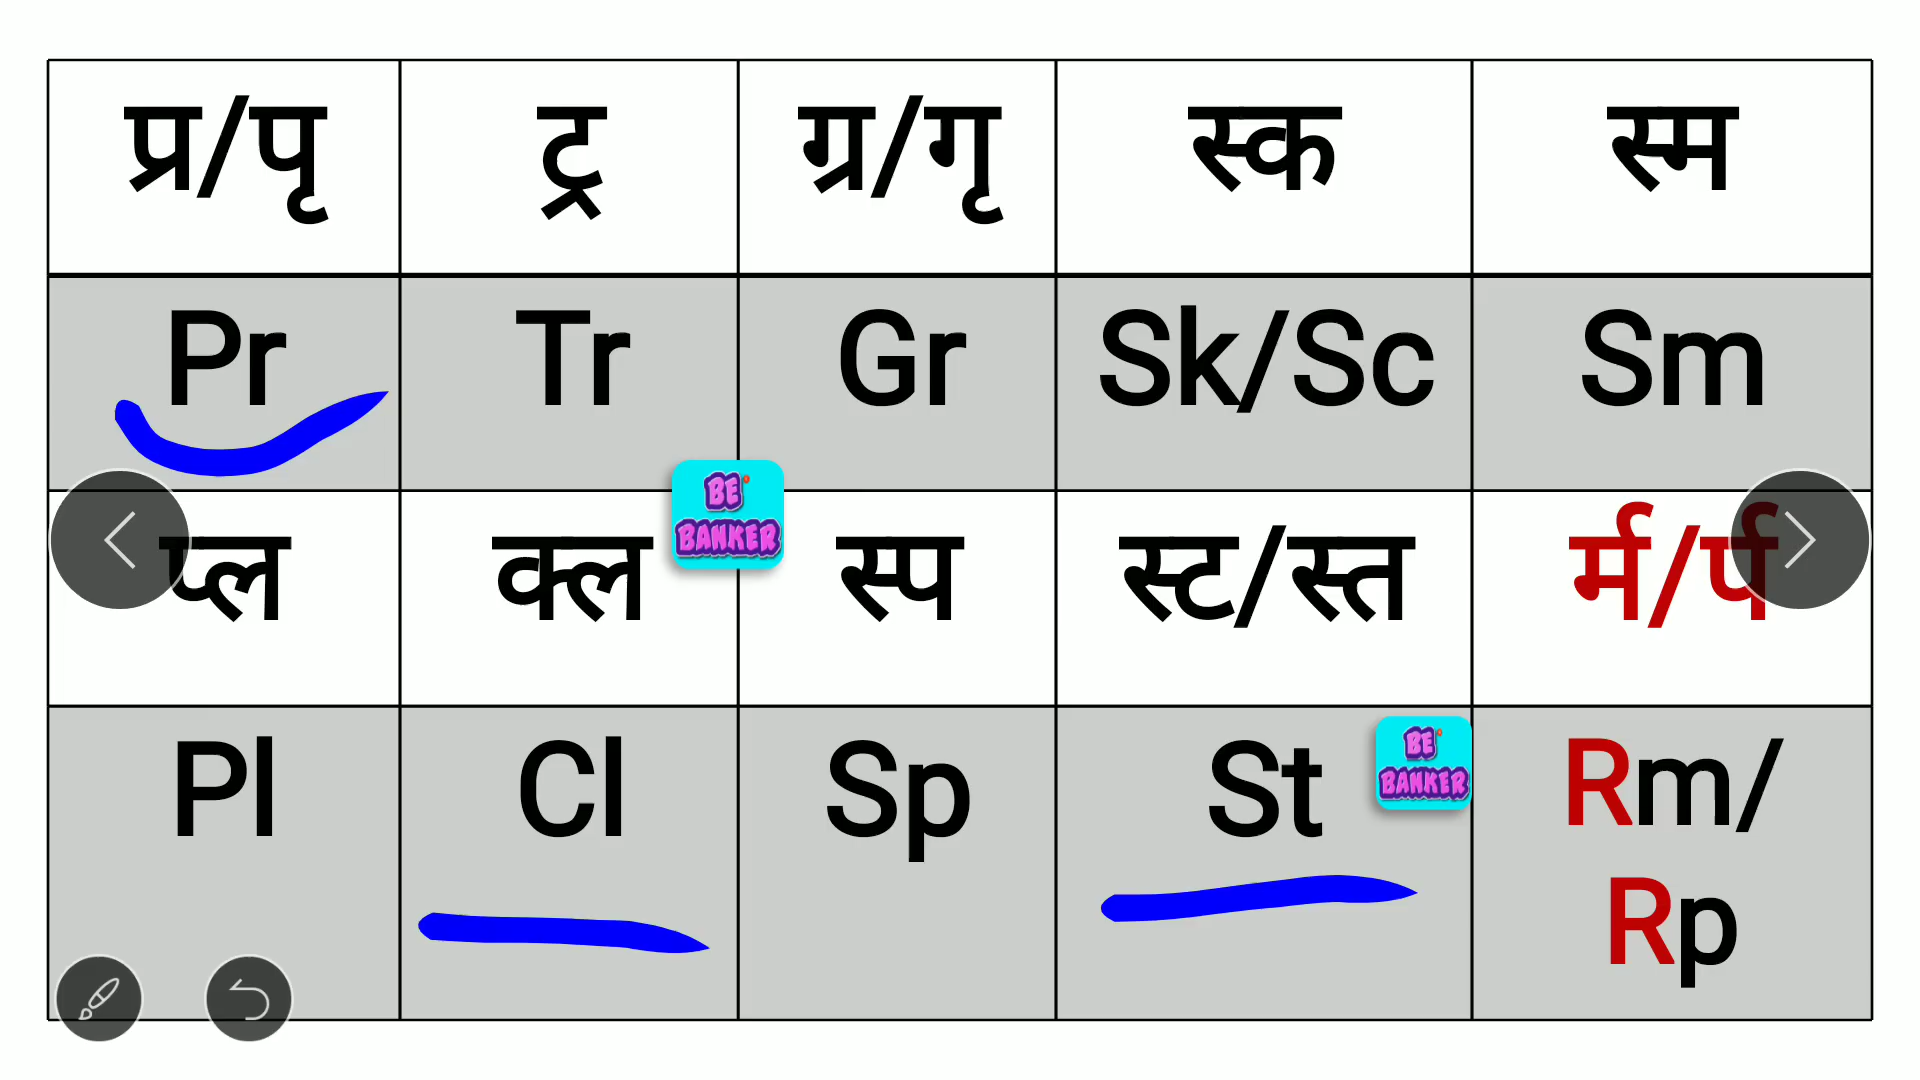 प्र/पृ ट्र ग्र/गृ स्क स्म
Pr Tr Gr Sk/Sc Sm
BE BANKER
प्ल क्ल स्प स्ट/स्त र्म/र्प
Pl Cl Sp St Rm/
BE BANKER
Rp